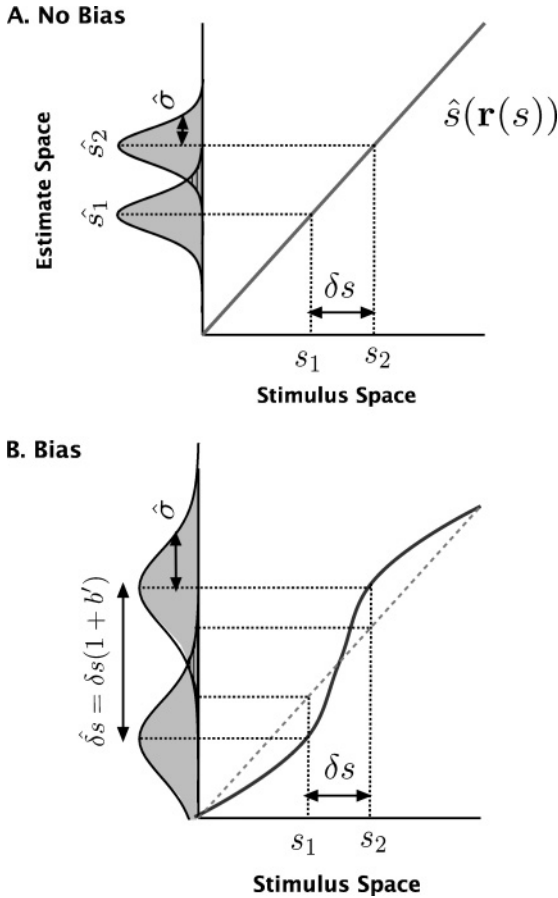 A. No Bias
Estimate Space
σ̂
ŝ₂
ŝ₁
ŝ(r(s))
δs
s₁
s₂
Stimulus Space
B. Bias
σ̂
δ̂s = δs(1 + b′)
δs
s₁
s₂
Stimulus Space